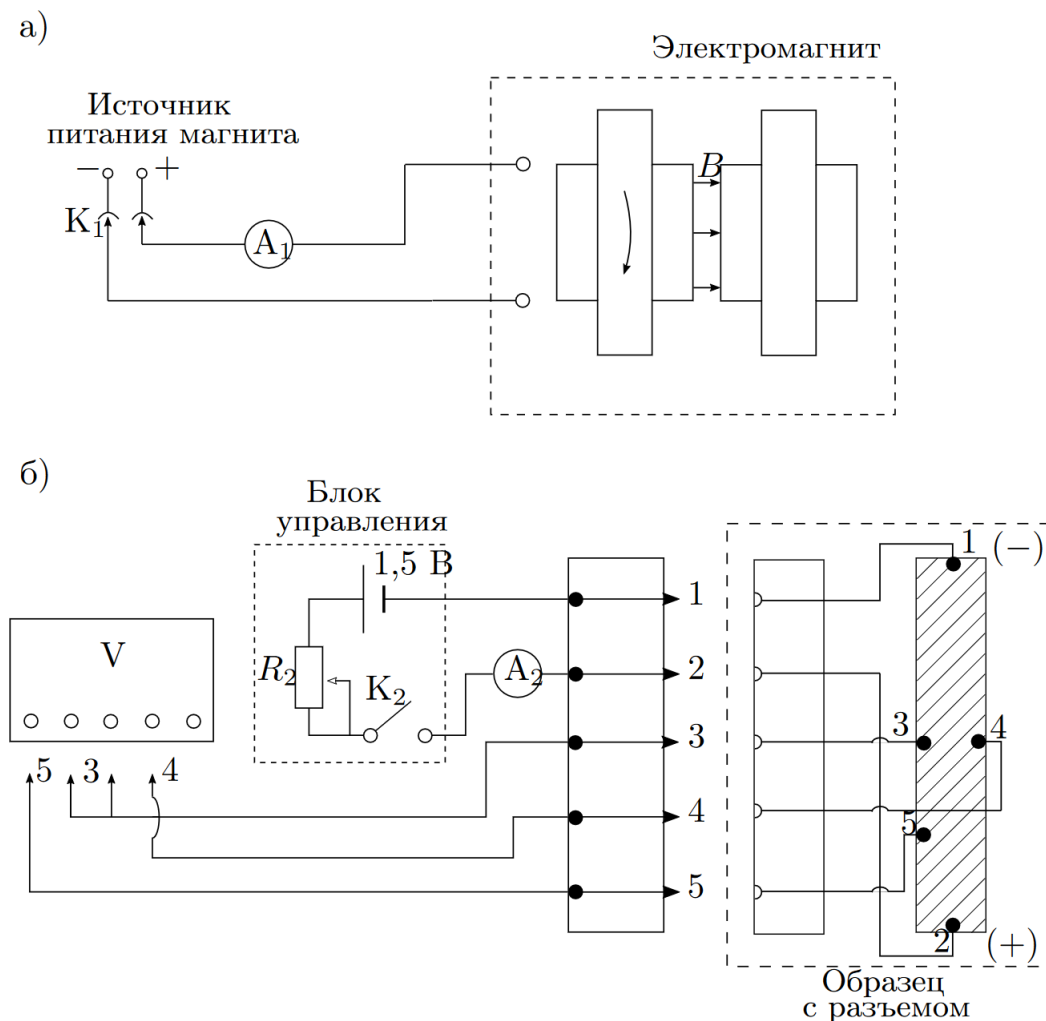 а)
Электромагнит
Источник
питания магнита
− +
K1
A1
B
б)
Блок
управления
1,5 В
V
R2
K2
A2
5 3 4
1
2
3
4
5
1 (−)
3
4
5
2 (+)
Образец
с разъемом